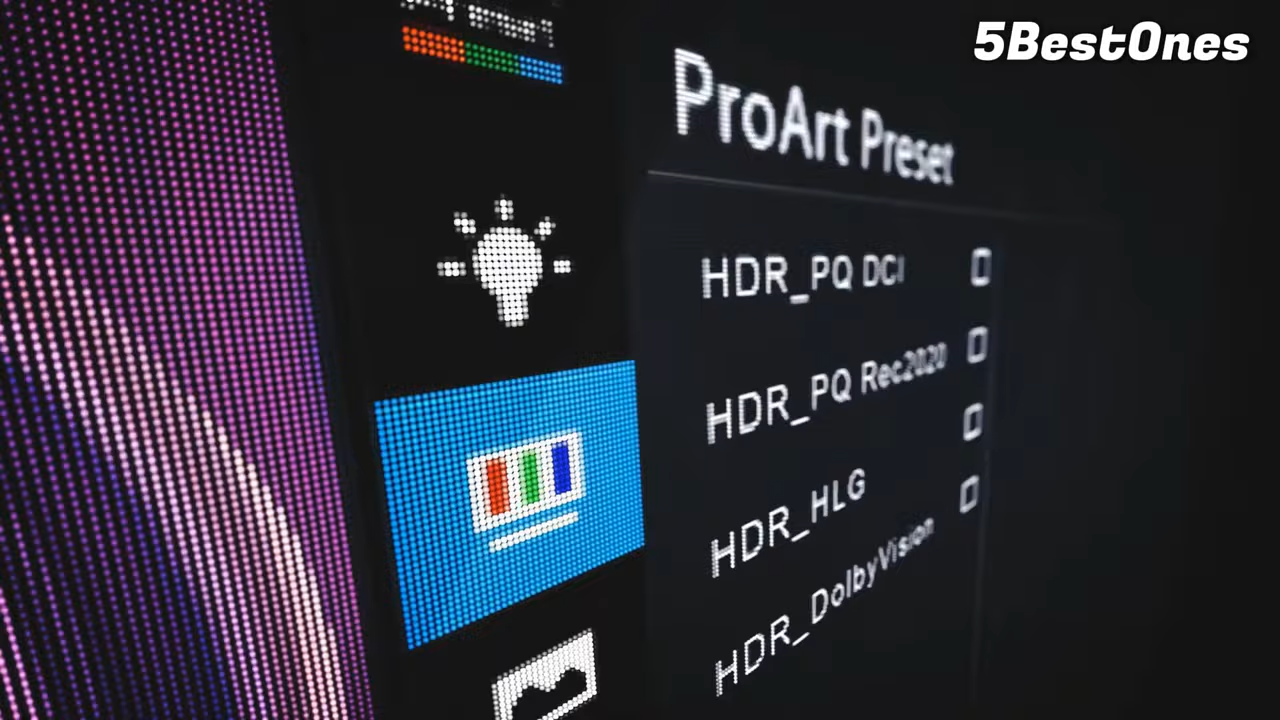 5BestOnes
ProArt Preset
HDR_PQ DCI
HDR_PQ Rec2020
HDR_HLG
HDR_DolbyVision